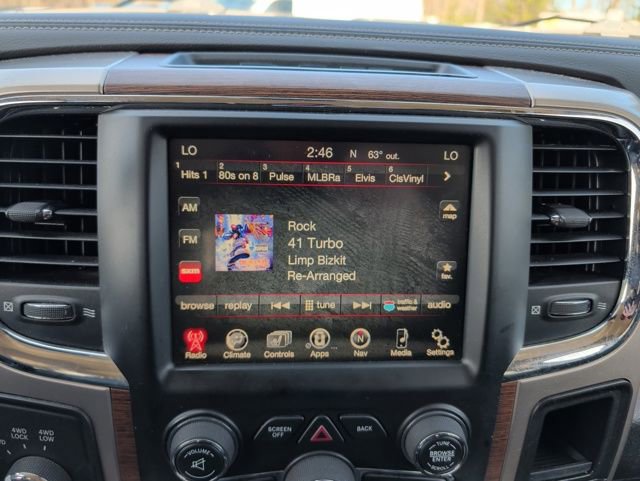 LO 2:46 N 63° out. LO
1 2 3 4 5 6
Hits 1 80s on 8 Pulse MLBRa Elvis ClsVinyl >
AM
map
Rock
FM
41 Turbo
Limp Bizkit
sxm
Re-Arranged
fav.
browse replay tune traffic & weather audio
Radio Climate Controls Apps Nav Media Settings
N
4WD LOCK
4WD LOW
SCREEN OFF
BACK
VOLUME
TUNE
BROWSE
ENTER
SCROLL